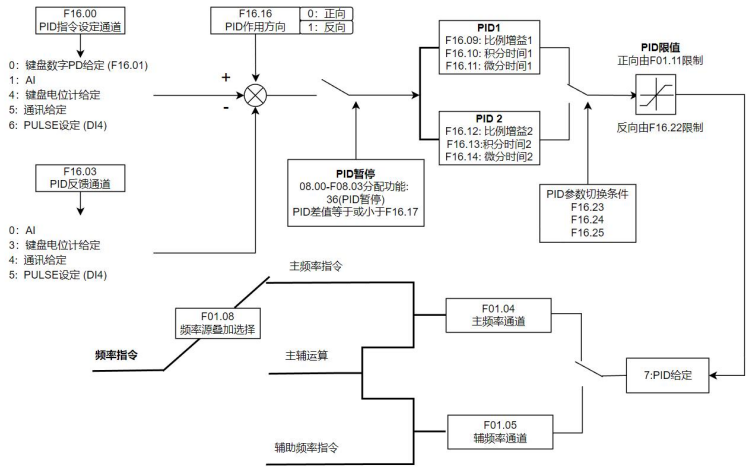 F16.00
PID指令设定通道
0：键盘数字PD给定 (F16.01)
1：AI
4：键盘电位计给定
5：通讯给定
6：PULSE设定 (DI4)
F16.03
PID反馈通道
0：AI
3：键盘电位计给定
4：通讯给定
5：PULSE设定 (DI4)
F16.16
PID作用方向
0：正向
1：反向
+
-
PID暂停
08.00-F08.03分配功能:
36(PID暂停)
PID差值等于或小于F16.17
PID1
F16.09: 比例增益1
F16.10: 积分时间1
F16.11: 微分时间1
PID 2
F16.12: 比例增益2
F16.13:积分时间2
F16.14: 微分时间2
PID参数切换条件
F16.23
F16.24
F16.25
PID限值
正向由F01.11限制
反向由F16.22限制
频率指令
F01.08
频率源叠加选择
主频率指令
主辅运算
辅助频率指令
F01.04
主频率通道
F01.05
辅频率通道
7:PID给定